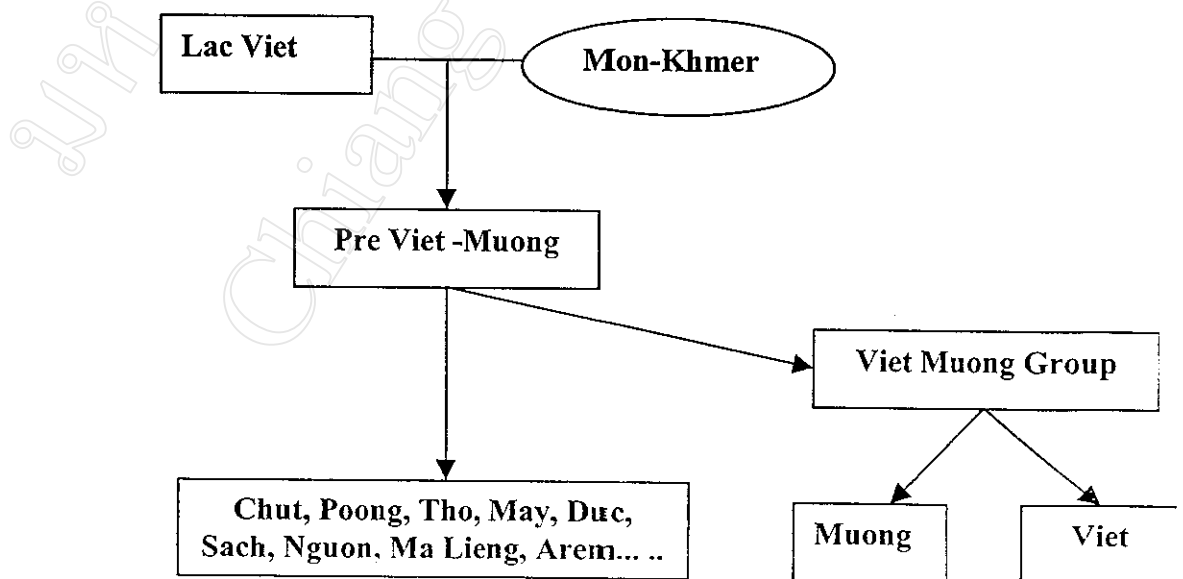 Lac Viet
Mon-Khmer
Pre Viet -Muong
Viet Muong Group
Chut, Poong, Tho, May, Duc,
Sach, Nguon, Ma Lieng, Arem... ..
Muong
Viet
Chiang